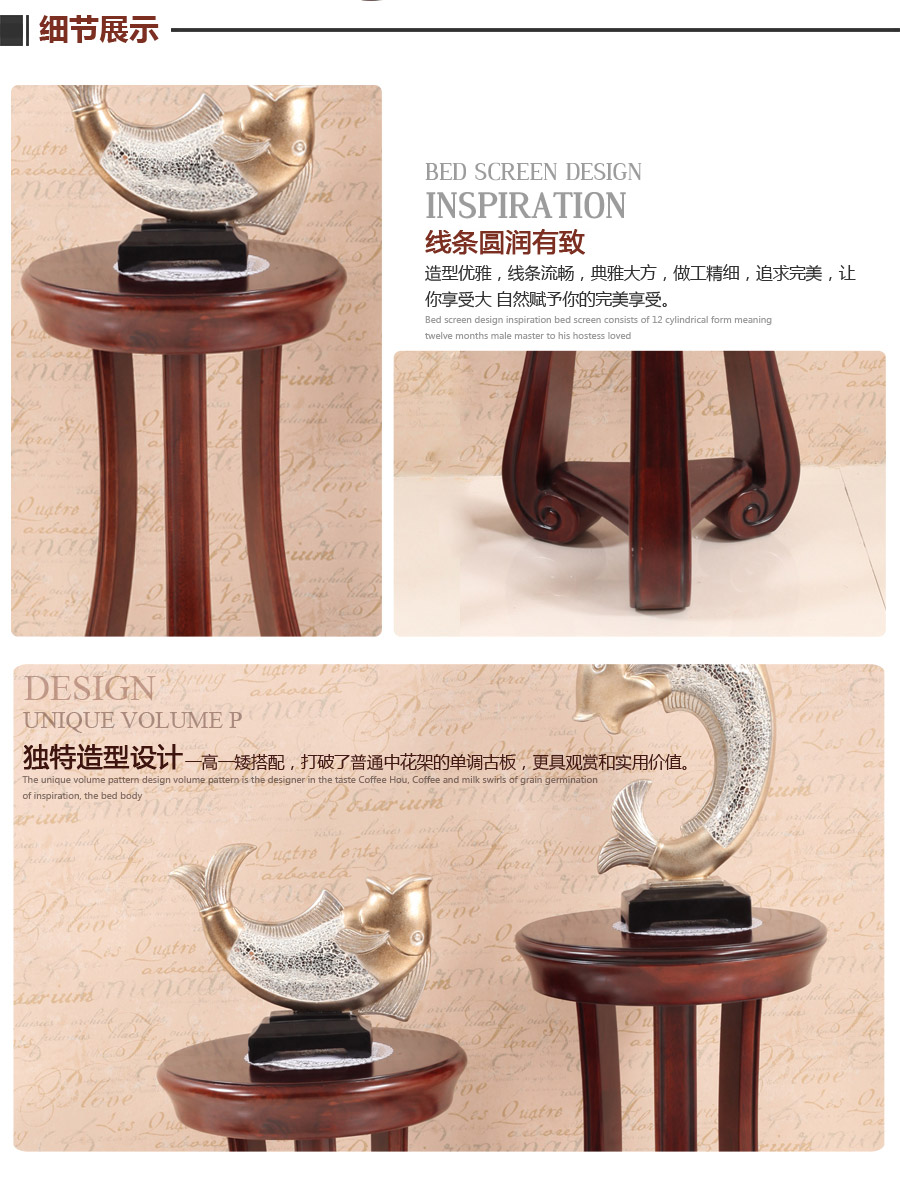 细节展示
BED SCREEN DESIGN
INSPIRATION
线条圆润有致
造型优雅，线条流畅，典雅大方，做工精细，追求完美，让
你享受大 自然赋予你的完美享受。
Bed screen design inspiration bed screen consists of 12 cylindrical form meaning
twelve months male master to his hostess loved
DESIGN
UNIQUE VOLUME P
独特造型设计 一高一矮搭配，打破了普通中花架的单调古板，更具观赏和实用价值。
The unique volume pattern design volume pattern is the designer in the taste Coffee Hou, Coffee and milk swirls of grain germination
of inspiration, the bed body